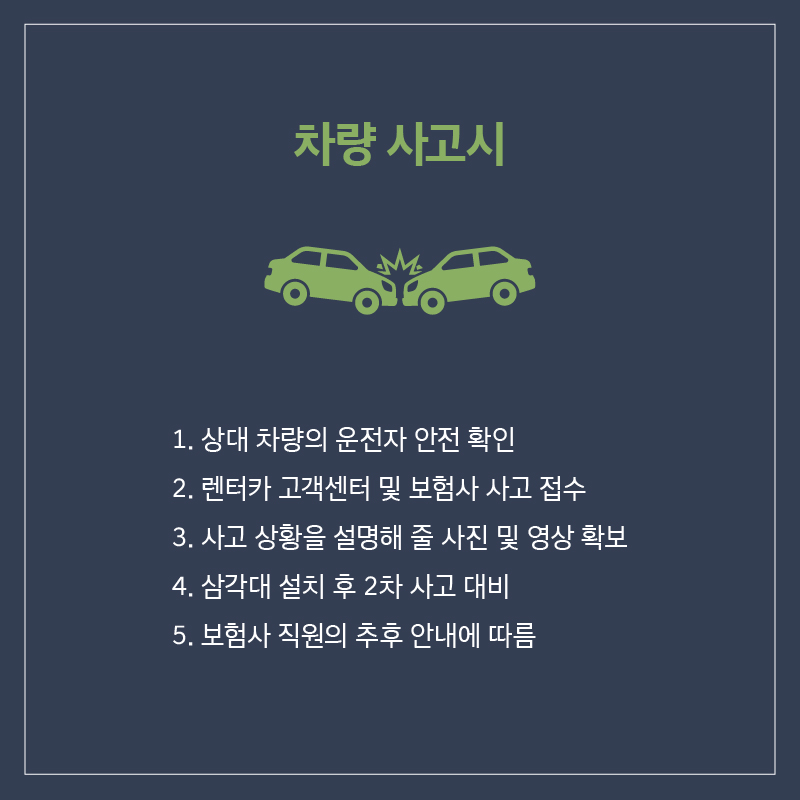 차량 사고시
1. 상대 차량의 운전자 안전 확인
2. 렌터카 고객센터 및 보험사 사고 접수
3. 사고 상황을 설명해 줄 사진 및 영상 확보
4. 삼각대 설치 후 2차 사고 대비
5. 보험사 직원의 추후 안내에 따름